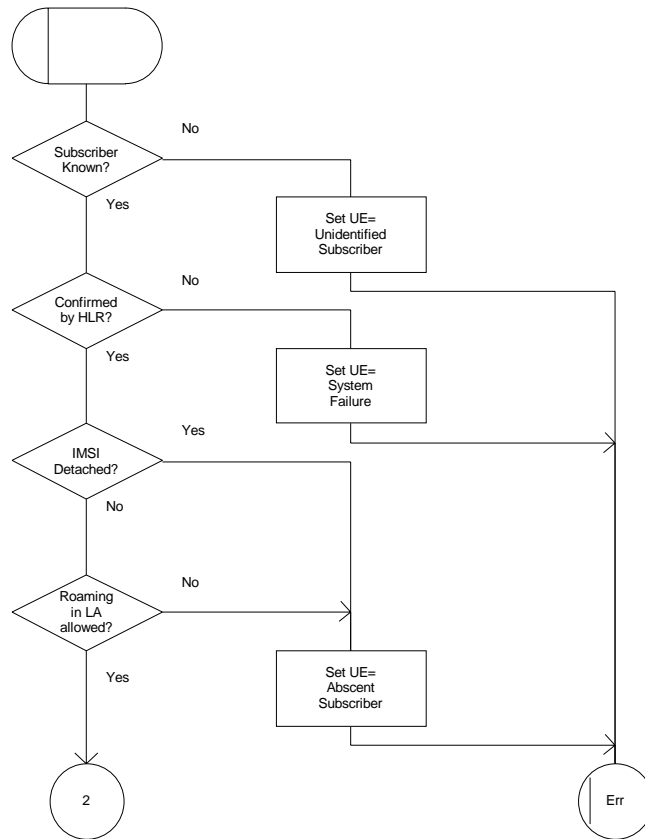 No
Subscriber
Known?
Yes
Set UE=
Unidentified
Subscriber
No
Confirmed
by HLR?
Yes
Set UE=
System
Failure
Yes
IMSI
Detached?
No
No
Roaming
in LA
allowed?
Yes
Set UE=
Abscent
Subscriber
2
Err